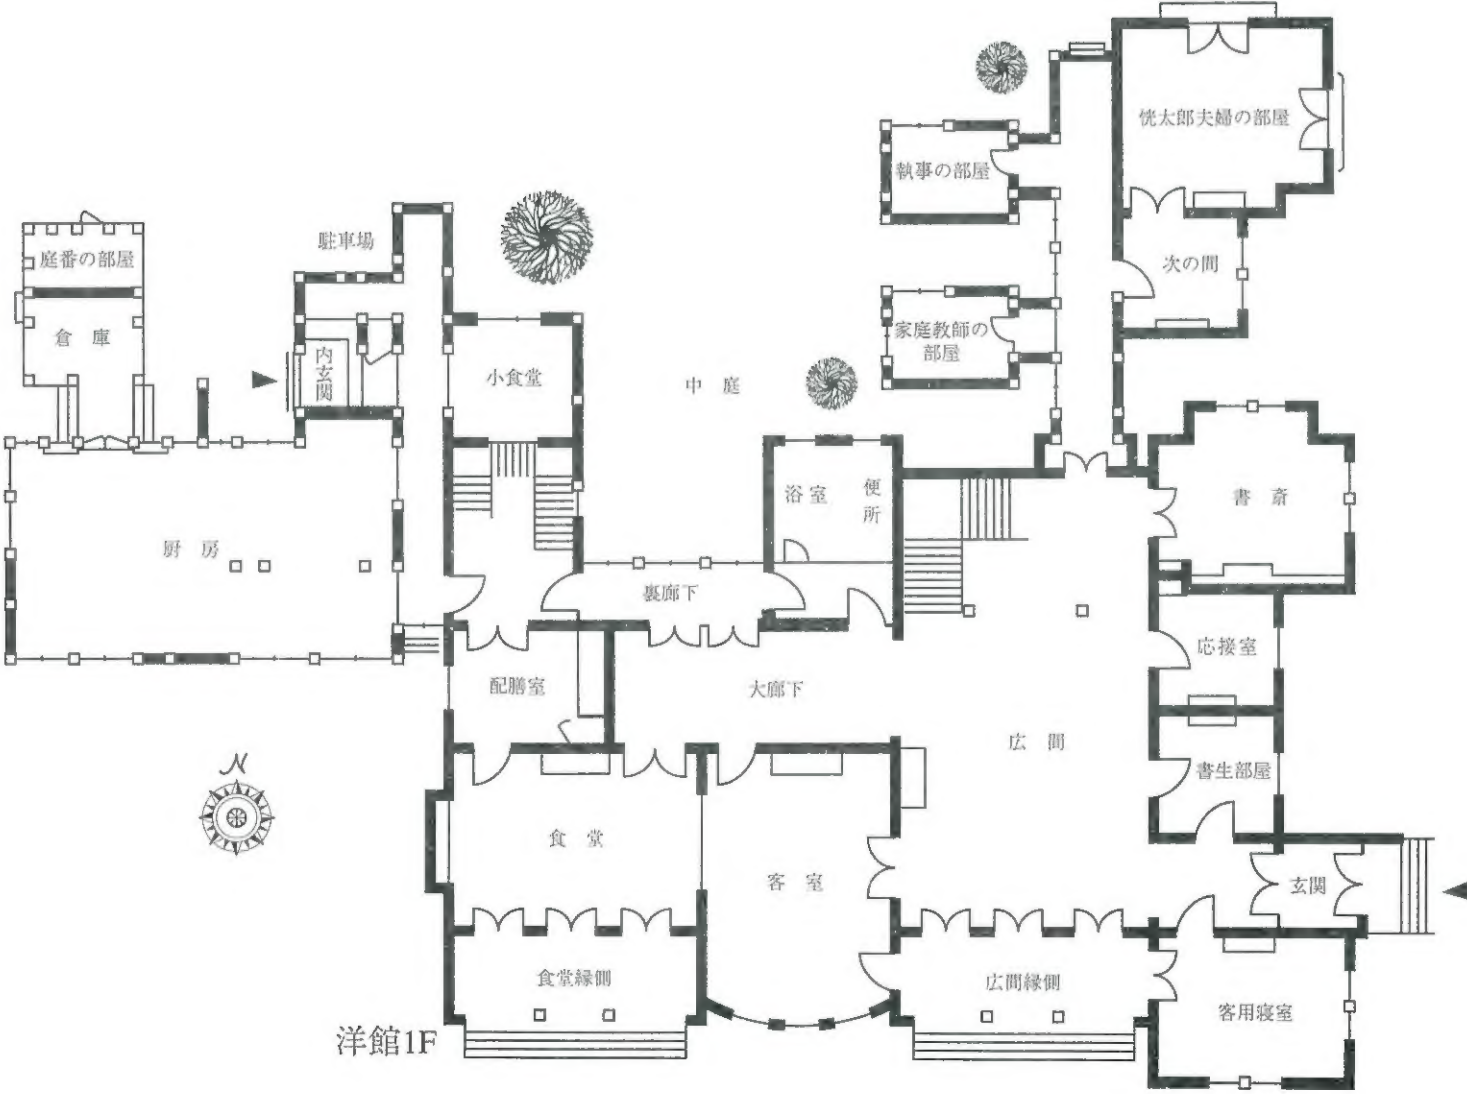 恍太郎夫婦の部屋
執事の部屋
駐車場
庭番の部屋
次の間
倉庫
家庭教師の
部屋
内玄関
小食堂
中庭
浴室
便所
書斎
厨房
裏廊下
応接室
配膳室
大廊下
広間
N
書生部屋
食堂
客室
玄関
食堂縁側
広間縁側
客用寝室
洋館1F